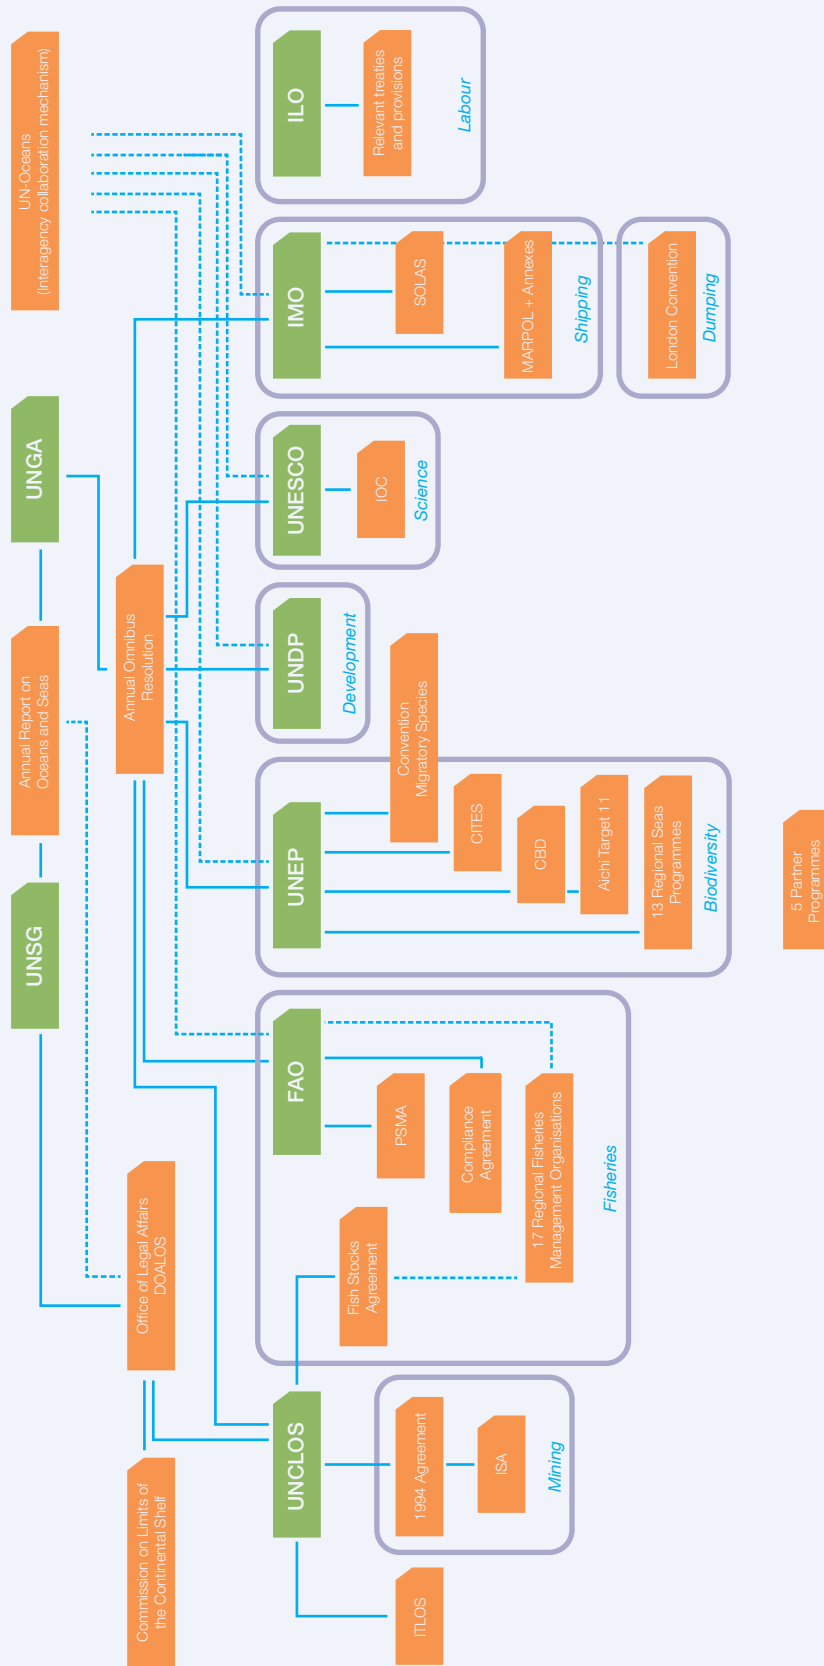 UNSG
Annual Report on
Oceans and Seas
UNGA
UN-Oceans
(Interagency collaboration mechanism)
Commission on Limits of
the Continental Shelf
Office of Legal Affairs
DOALOS
Annual Omnibus
Resolution
UNCLOS
FAO
UNEP
UNDP
UNESCO
IMO
ILO
ITLOS
1994 Agreement
ISA
Mining
Fish Stocks
Agreement
PSMA
Compliance
Agreement
17 Regional Fisheries
Management Organisations
Fisheries
Convention
Migratory Species
CITES
CBD
Aichi Target 11
13 Regional Seas
Programmes
Biodiversity
5 Partner
Programmes
Development
IOC
Science
SOLAS
MARPOL + Annexes
Shipping
London Convention
Dumping
Relevant treaties
and provisions
Labour